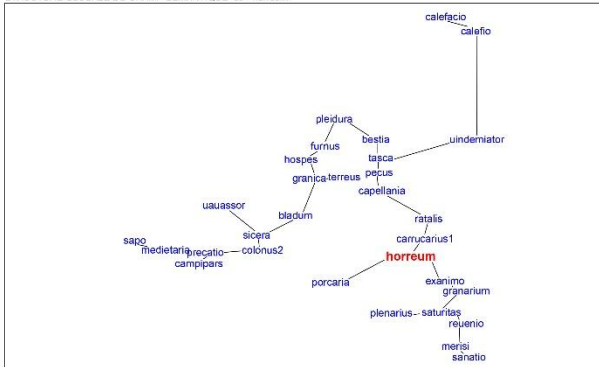 calefacio
calefio
pleidura
bestia
uindemiator
furnus
hospes
tasca
granica
terreus
pecus
capellania
uauassor
bladum
ratalis
sicera
carrucarius1
sapo
medietaria
precatio
colonus2
campipars
horreum
porcaria
exanimo
granarium
plenarius
saturitas
reuenio
merisi
sanatio